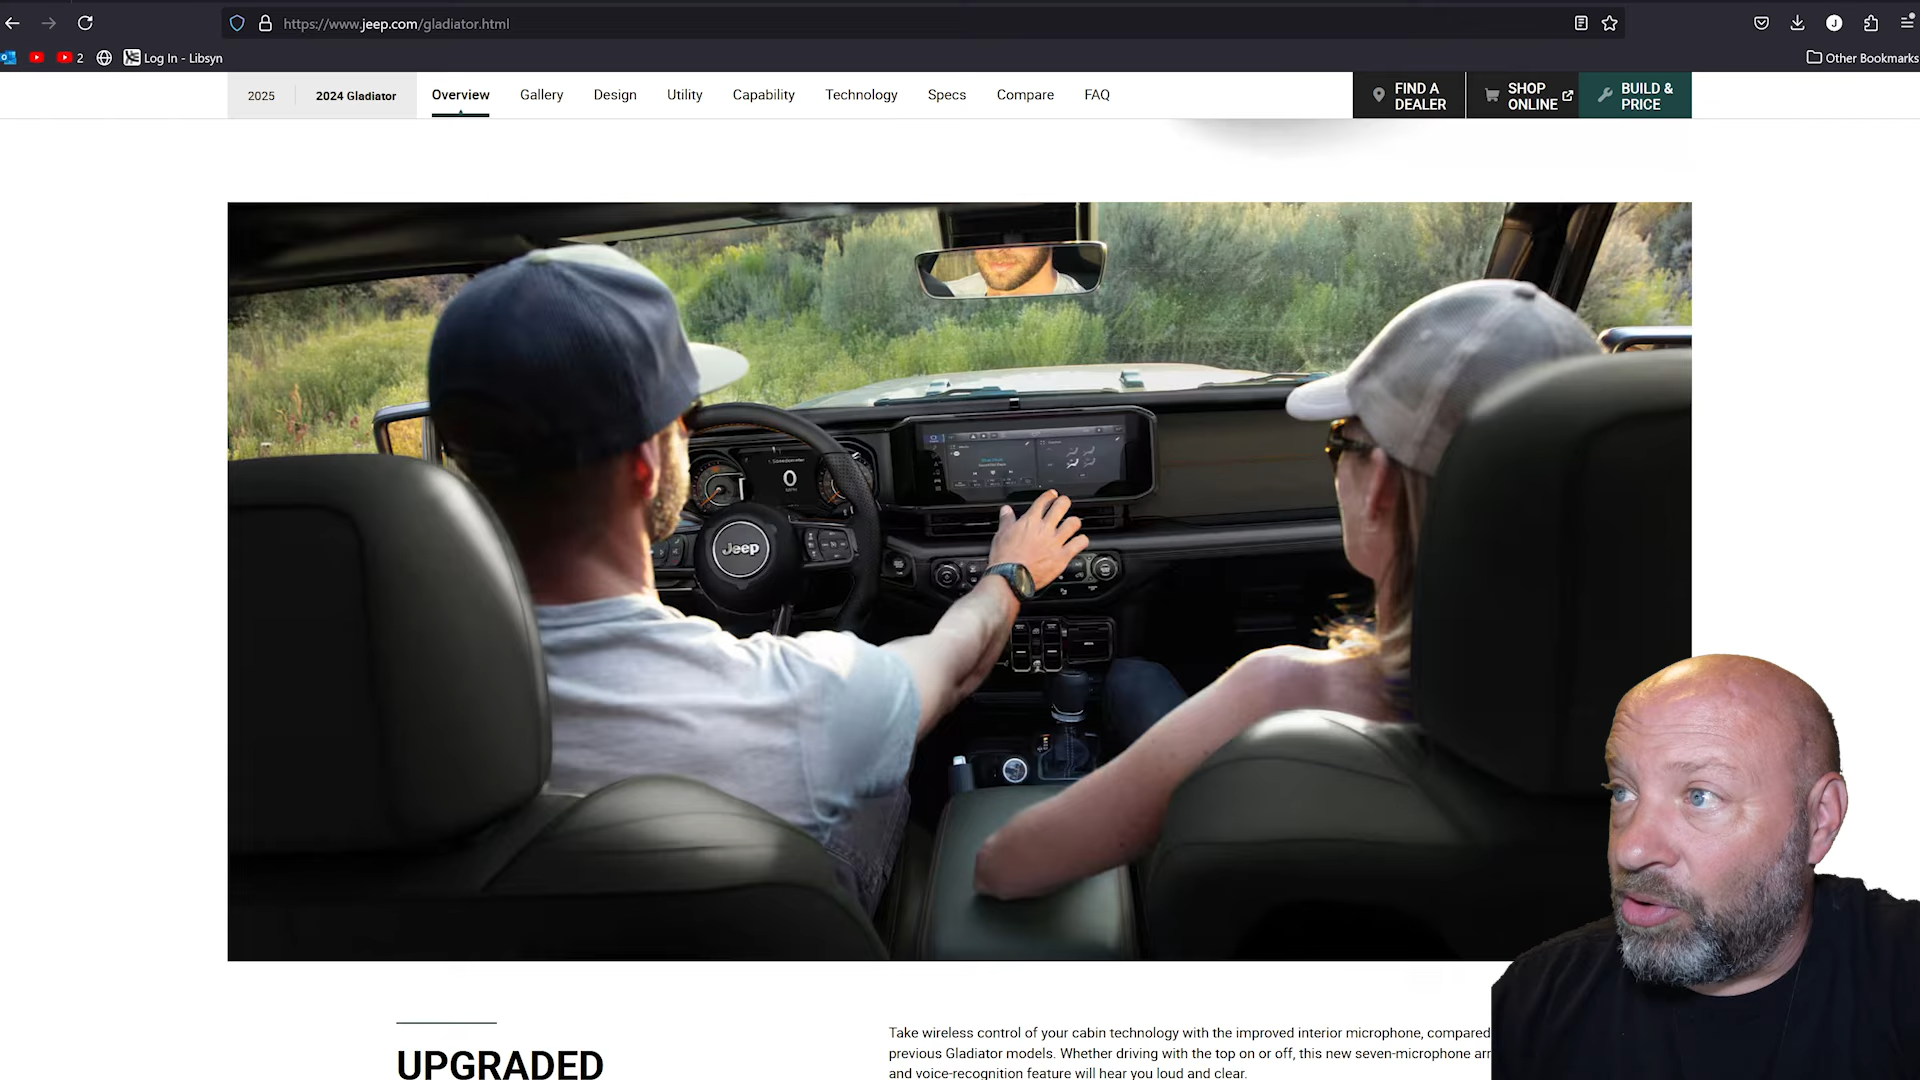 https://www.jeep.com/gladiator.html
2
Log In - Libsyn
Other Bookmarks
2025
2024 Gladiator
Overview
Gallery
Design
Utility
Capability
Technology
Specs
Compare
FAQ
FIND A
DEALER
SHOP
ONLINE
BUILD &
PRICE
J
0
Jeep
UPGRADED
Take wireless control of your cabin technology with the improved interior microphone, compared
previous Gladiator models. Whether driving with the top on or off, this new seven-microphone arr
and voice-recognition feature will hear you loud and clear.